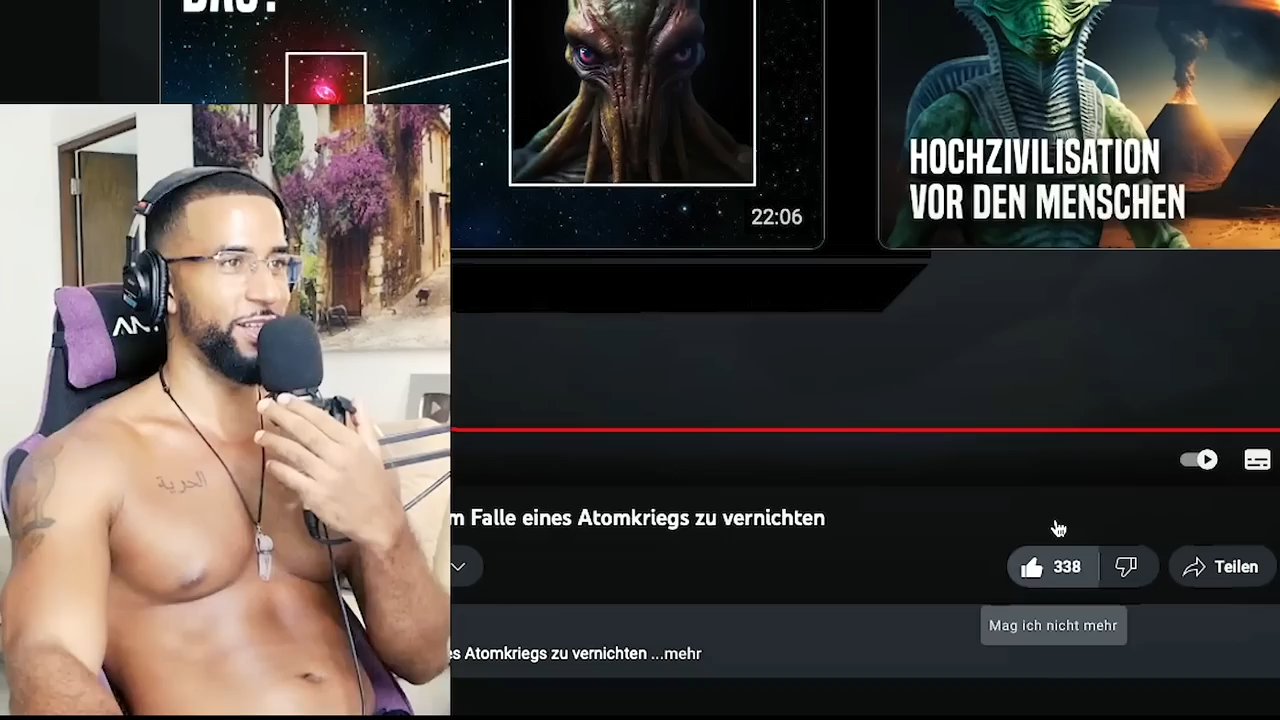 22:06
HOCHZIVILISATION
VOR DEN MENSCHEN
AN
الحرية
m Falle eines Atomkriegs zu vernichten
338
Teilen
Mag ich nicht mehr
es Atomkriegs zu vernichten ...mehr